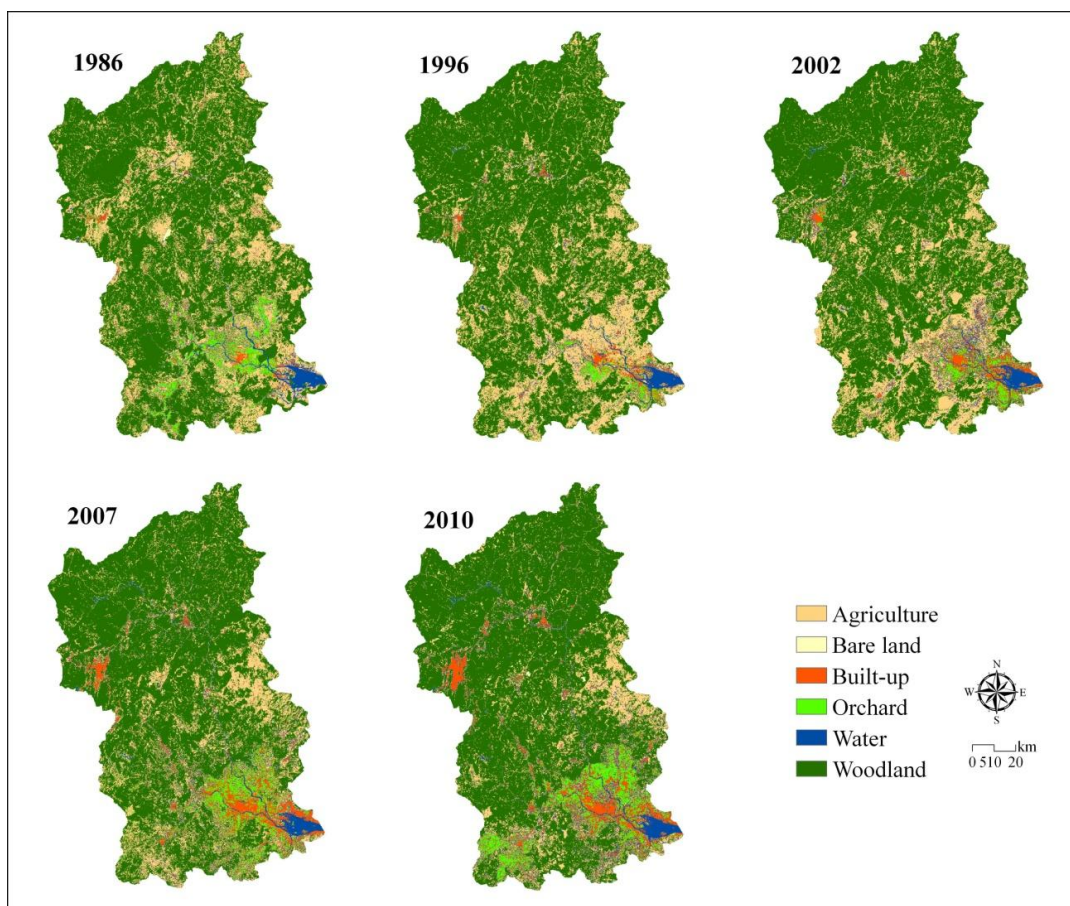 1986
1996
2002
2007
2010
Agriculture
Bare land
Built-up
Orchard
Water
Woodland
N
W E
S
km
0 510 20